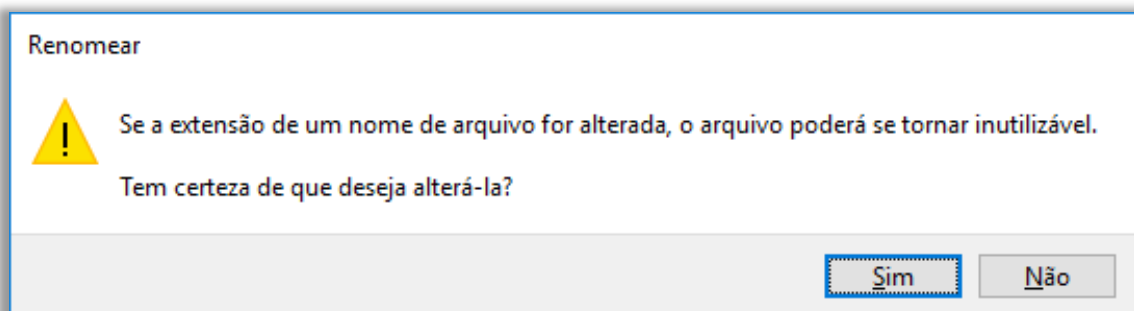 Renomear
Se a extensão de um nome de arquivo for alterada, o arquivo poderá se tornar inutilizável.
Tem certeza de que deseja alterá-la?
Sim Não